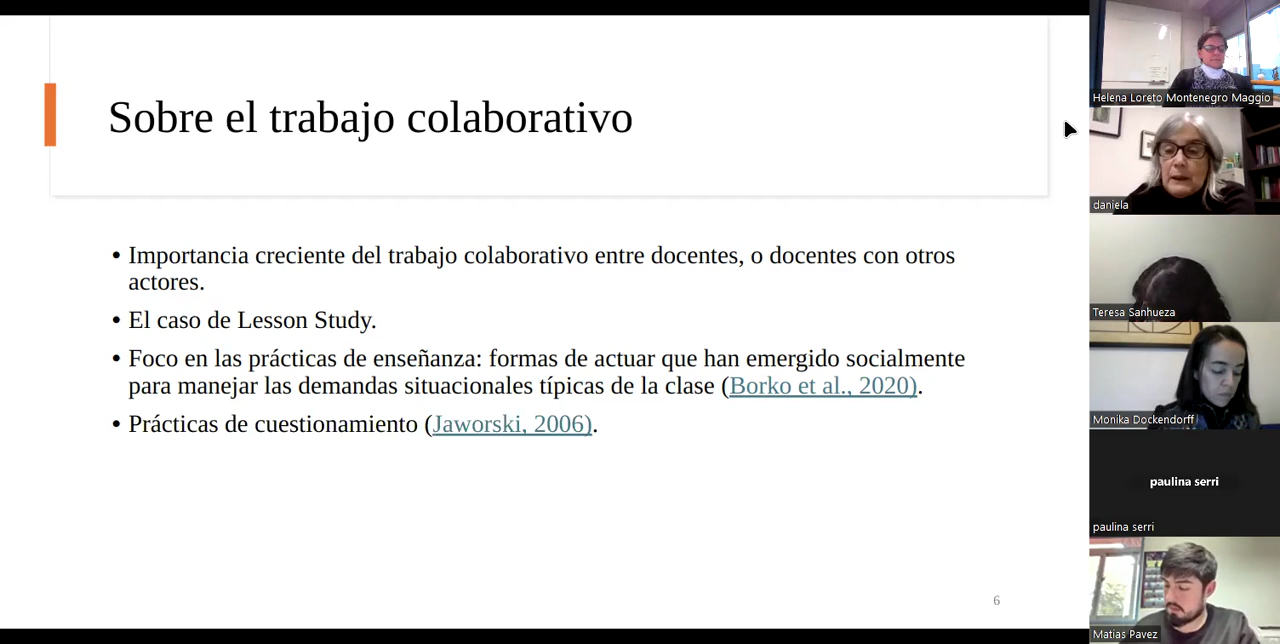 Sobre el trabajo colaborativo
• Importancia creciente del trabajo colaborativo entre docentes, o docentes con otros
actores.
• El caso de Lesson Study.
• Foco en las prácticas de enseñanza: formas de actuar que han emergido socialmente
para manejar las demandas situacionales típicas de la clase (Borko et al., 2020).
• Prácticas de cuestionamiento (Jaworski, 2006).
6
Helena Loreto Montenegro Maggio
daniela
Teresa Sanhueza
Monika Dockendorff
paulina serri
paulina serri
Matias Pavez